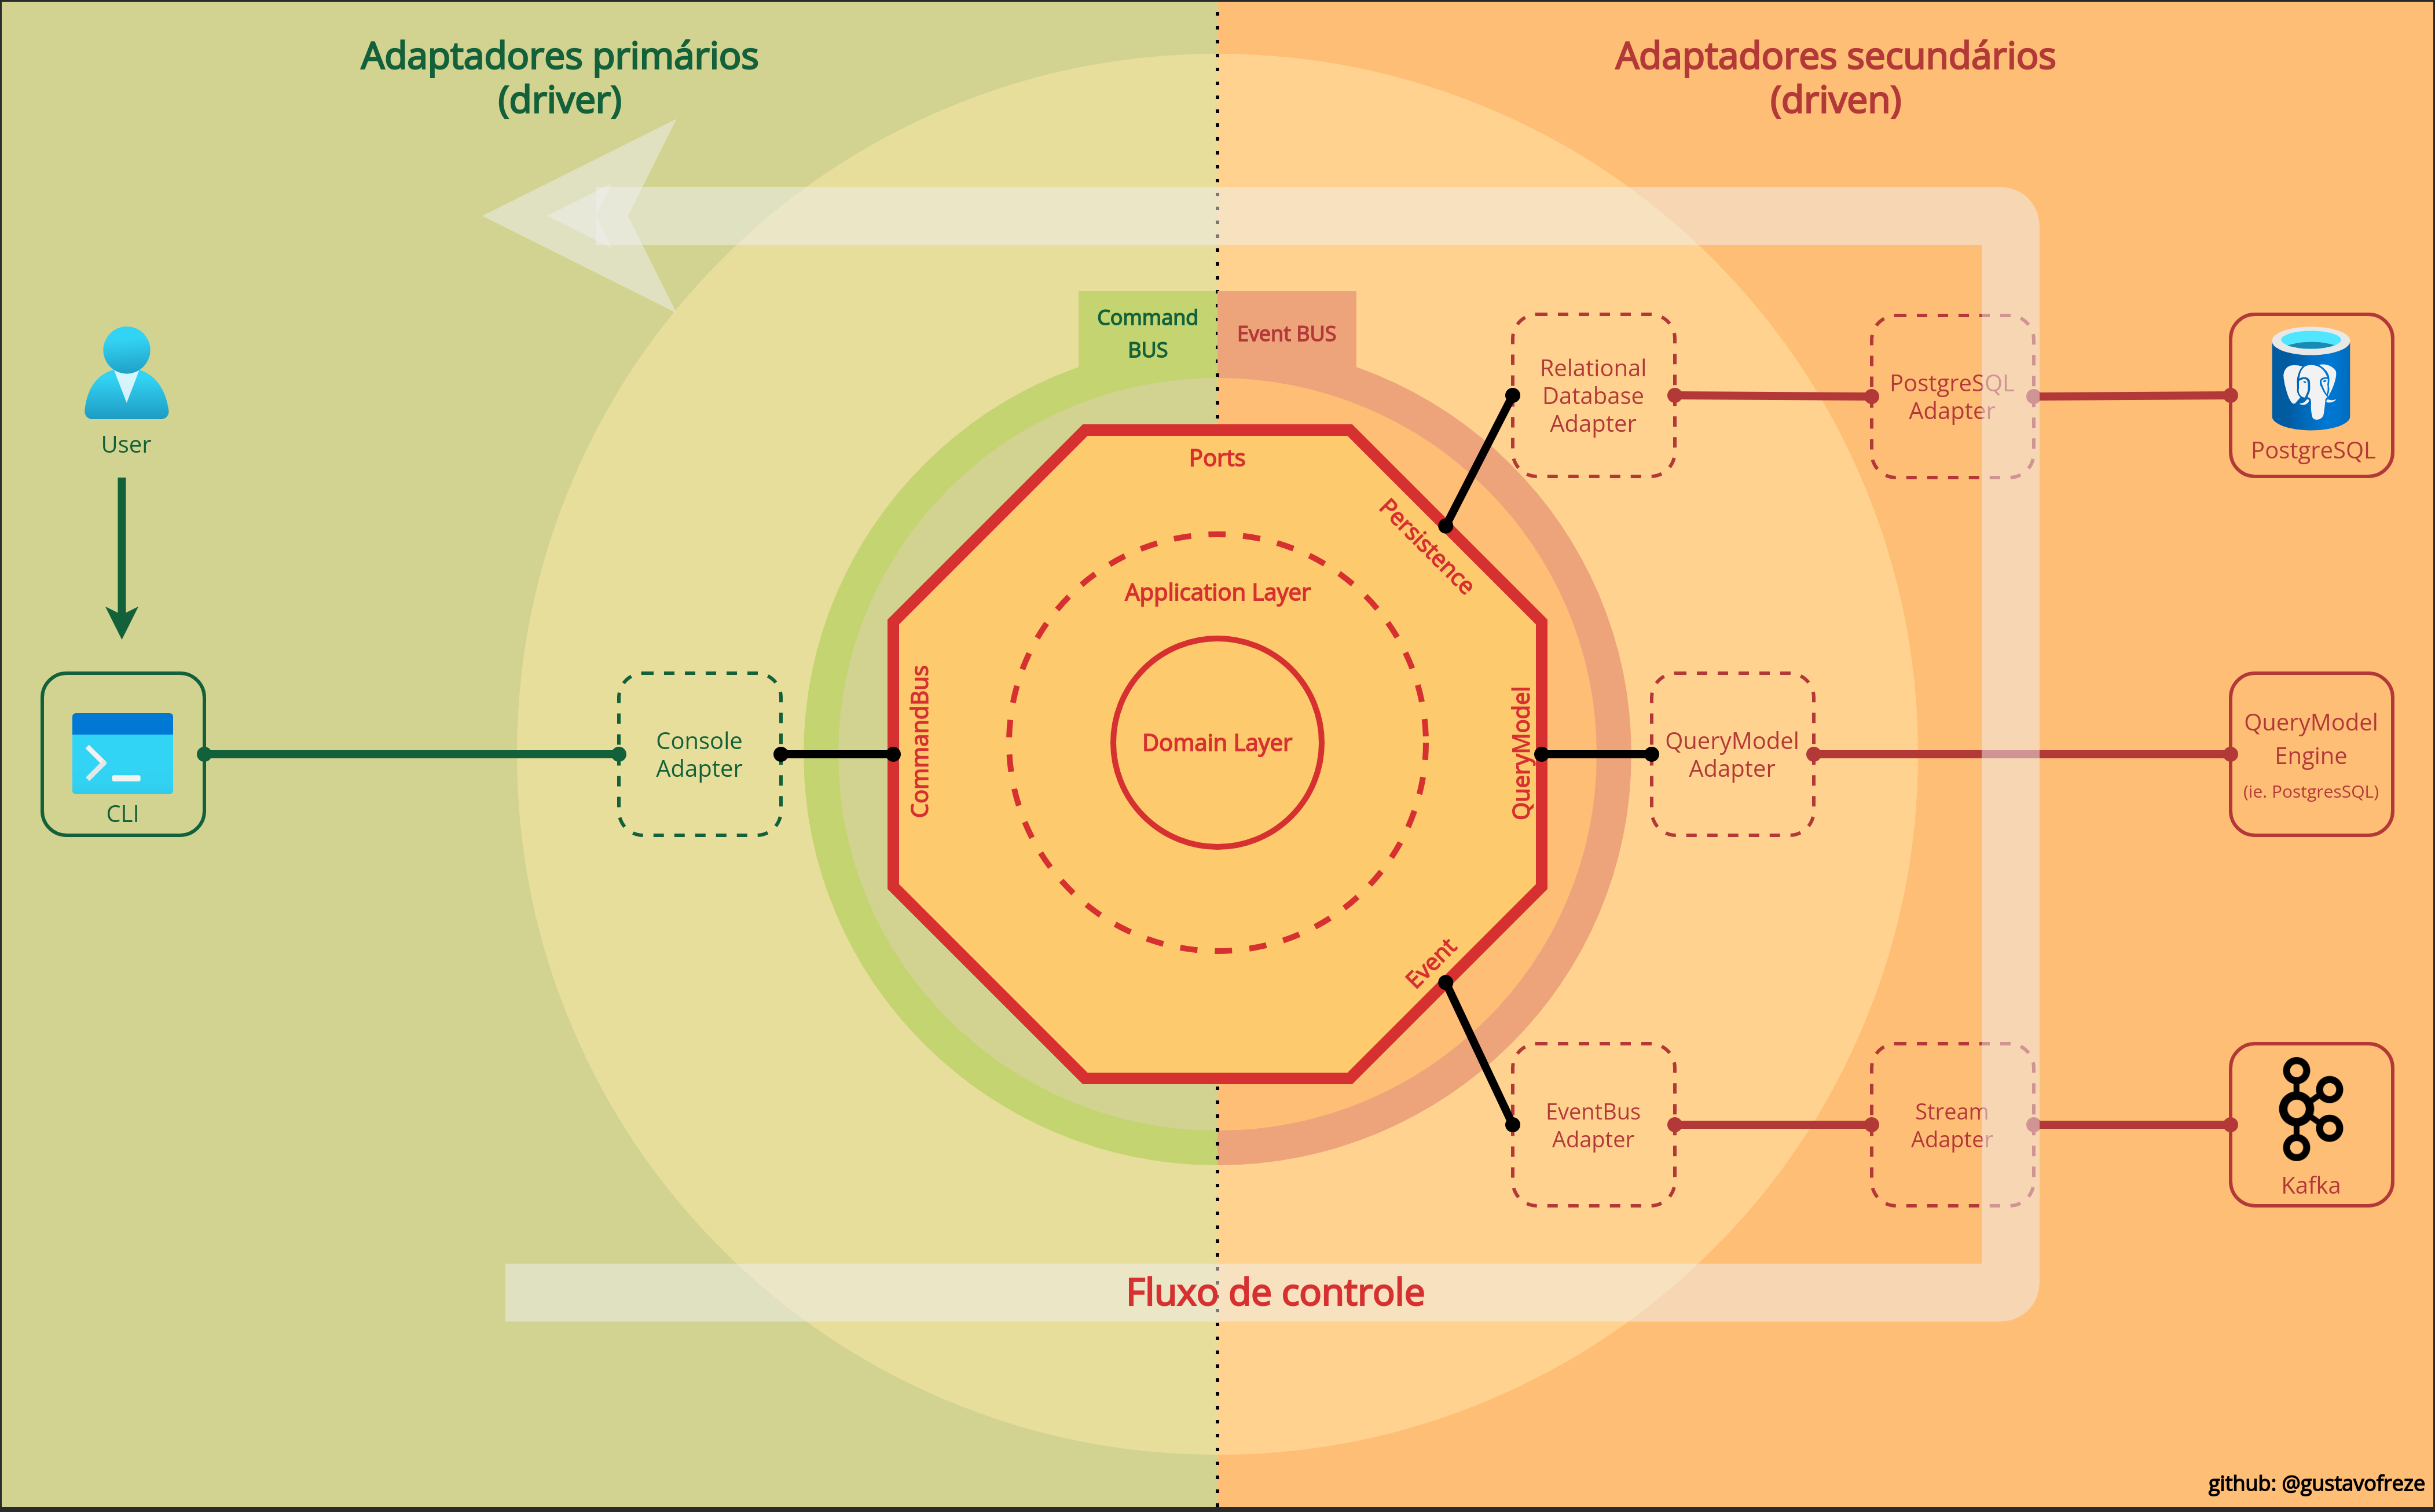 Adaptadores primários
(driver)
Adaptadores secundários
(driven)
Command
BUS
Event BUS
User
CLI
Console
Adapter
CommandBus
Ports
Application Layer
Domain Layer
Persistence
QueryModel
Event
Relational
Database
Adapter
PostgreSQL
Adapter
PostgreSQL
QueryModel
Adapter
QueryModel
Engine
(ie. PostgresSQL)
EventBus
Adapter
Stream
Adapter
Kafka
Fluxo de controle
github: @gustavofreze